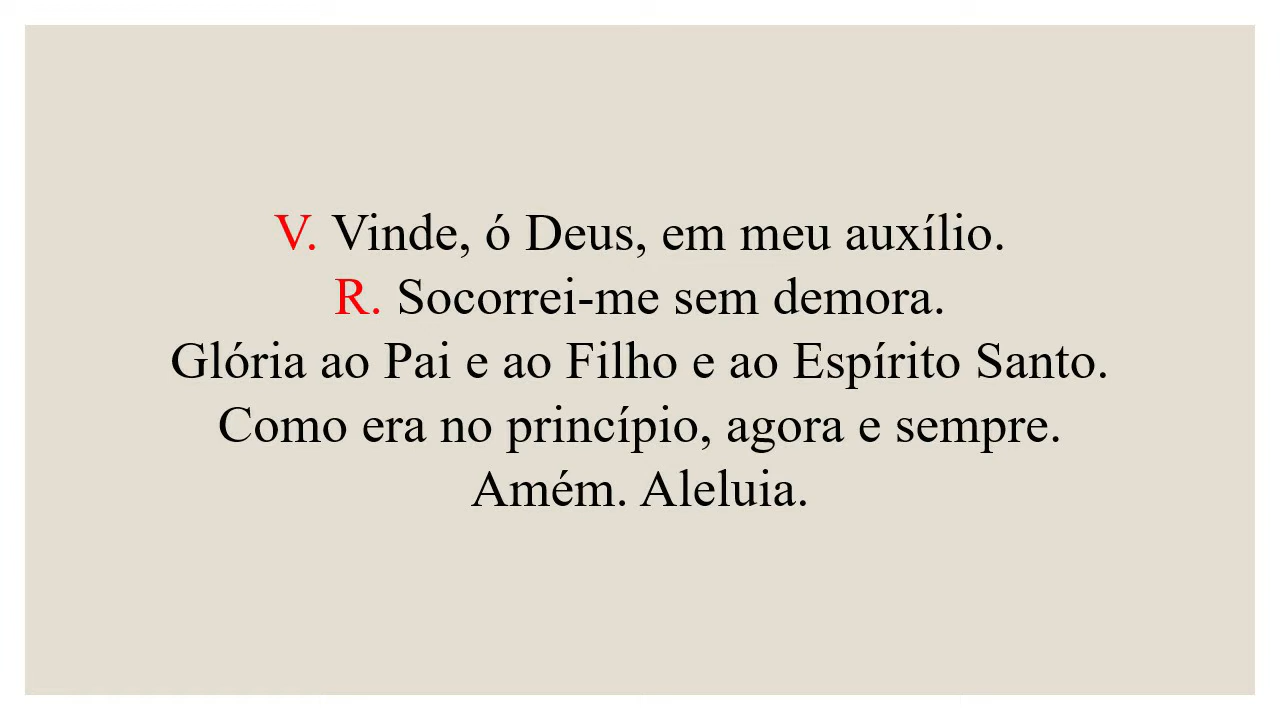 V. Vinde, ó Deus, em meu auxílio.
R. Socorrei-me sem demora.
Glória ao Pai e ao Filho e ao Espírito Santo.
Como era no princípio, agora e sempre.
Amém. Aleluia.